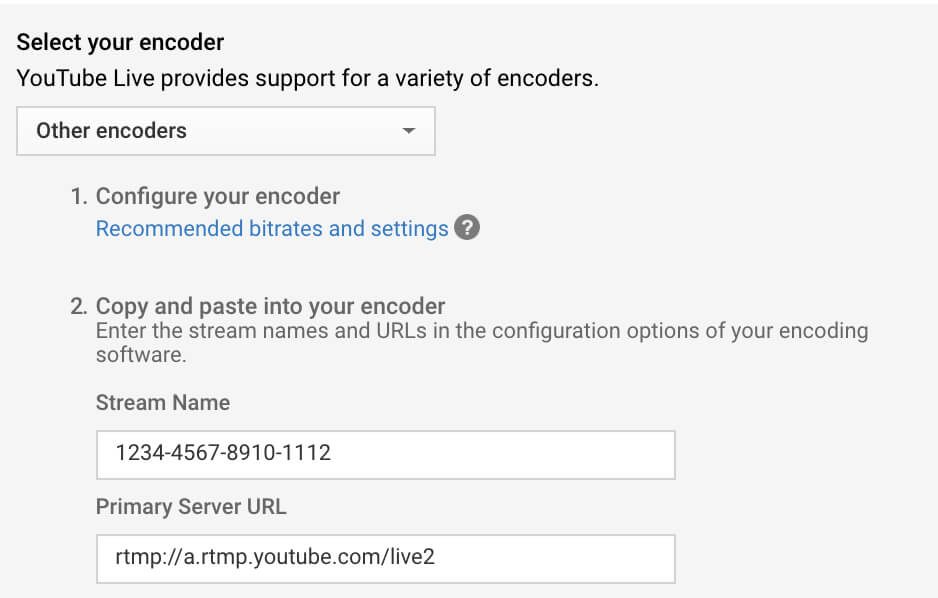 Select your encoder
YouTube Live provides support for a variety of encoders.
Other encoders
1. Configure your encoder
Recommended bitrates and settings ?
2. Copy and paste into your encoder
Enter the stream names and URLs in the configuration options of your encoding
software.
Stream Name
1234-4567-8910-1112
Primary Server URL
rtmp://a.rtmp.youtube.com/live2